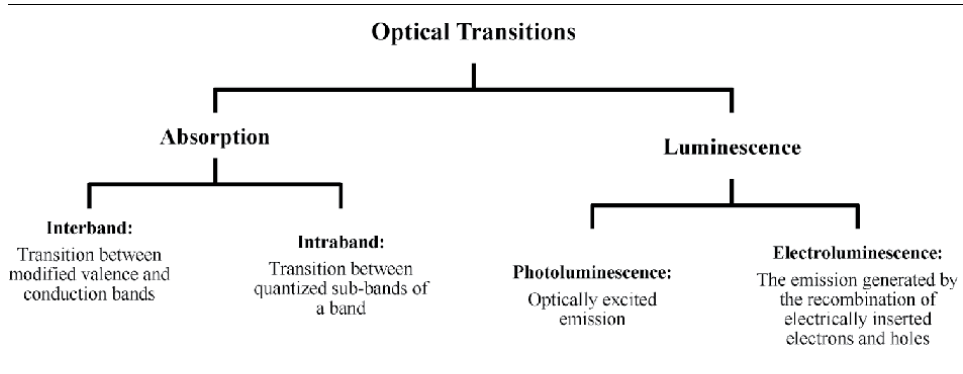 Optical Transitions
Absorption
Luminescence
Interband:
Transition between
modified valence and
conduction bands
Intraband:
Transition between
quantized sub-bands of
a band
Photoluminescence:
Optically excited
emission
Electroluminescence:
The emission generated by
the recombination of
electrically inserted
electrons and holes